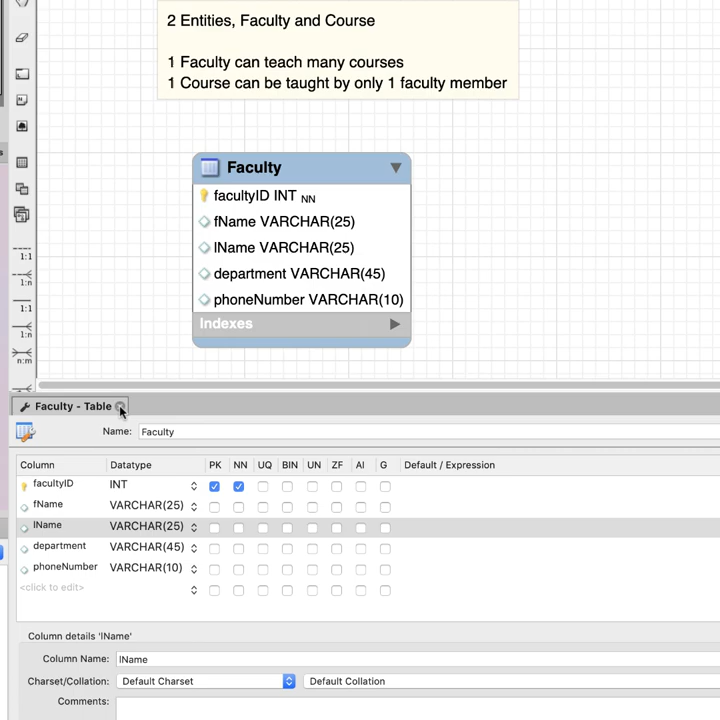 2 Entities, Faculty and Course
1 Faculty can teach many courses
1 Course can be taught by only 1 faculty member
Faculty
facultyID INT NN
fName VARCHAR(25)
lName VARCHAR(25)
department VARCHAR(45)
phoneNumber VARCHAR(10)
Indexes
1:1
1:n
1:1
1:n
n:m
Faculty - Table
Name: Faculty
Column Datatype PK NN UQ BIN UN ZF AI G Default / Expression
facultyID INT
fName VARCHAR(25)
lName VARCHAR(25)
department VARCHAR(45)
phoneNumber VARCHAR(10)
<click to edit>
Column details 'lName'
Column Name: lName
Charset/Collation: Default Charset Default Collation
Comments: